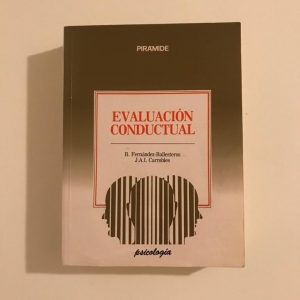 PIRAMIDE
EVALUACIÓN
CONDUCTUAL
R. Fernández-Ballesteros
J.A.I. Carrobles
psicología